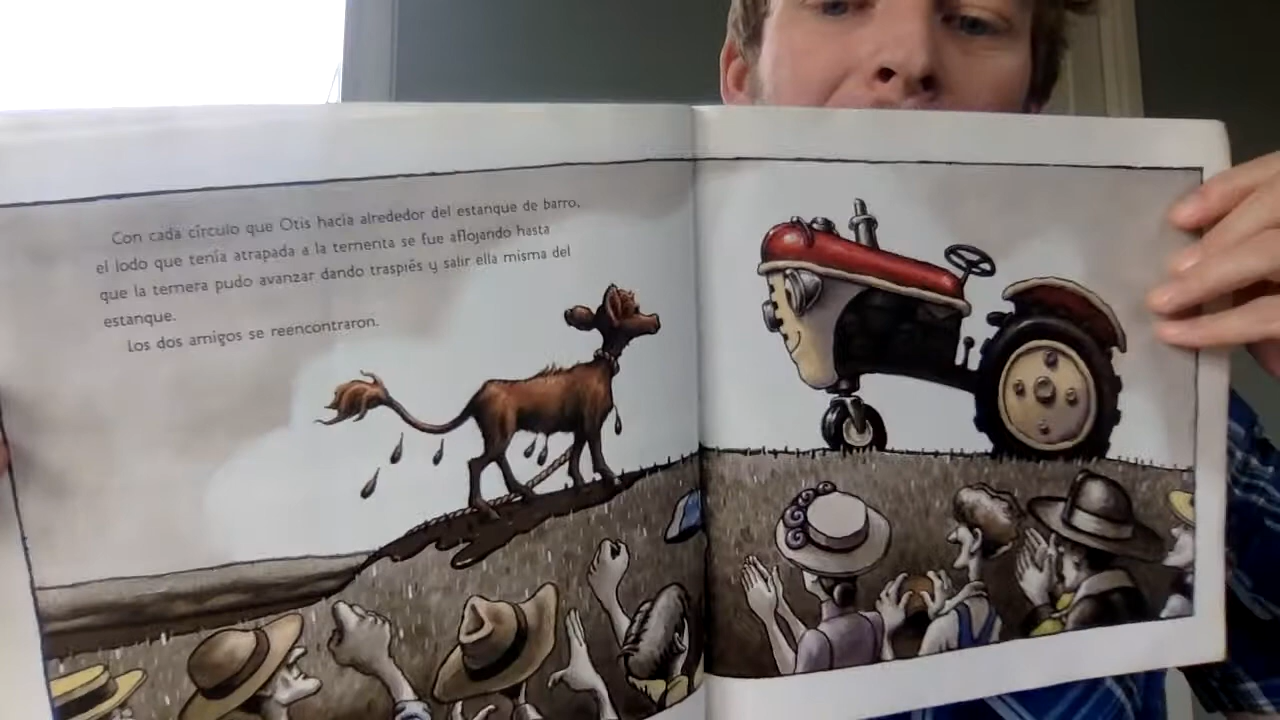 Con cada círculo que Otis hacía alrededor del estanque de barro,
el lodo que tenía atrapada a la ternerita se fue aflojando hasta
que la ternera pudo avanzar dando traspiés y salir ella misma del
estanque.
Los dos amigos se reencontraron.